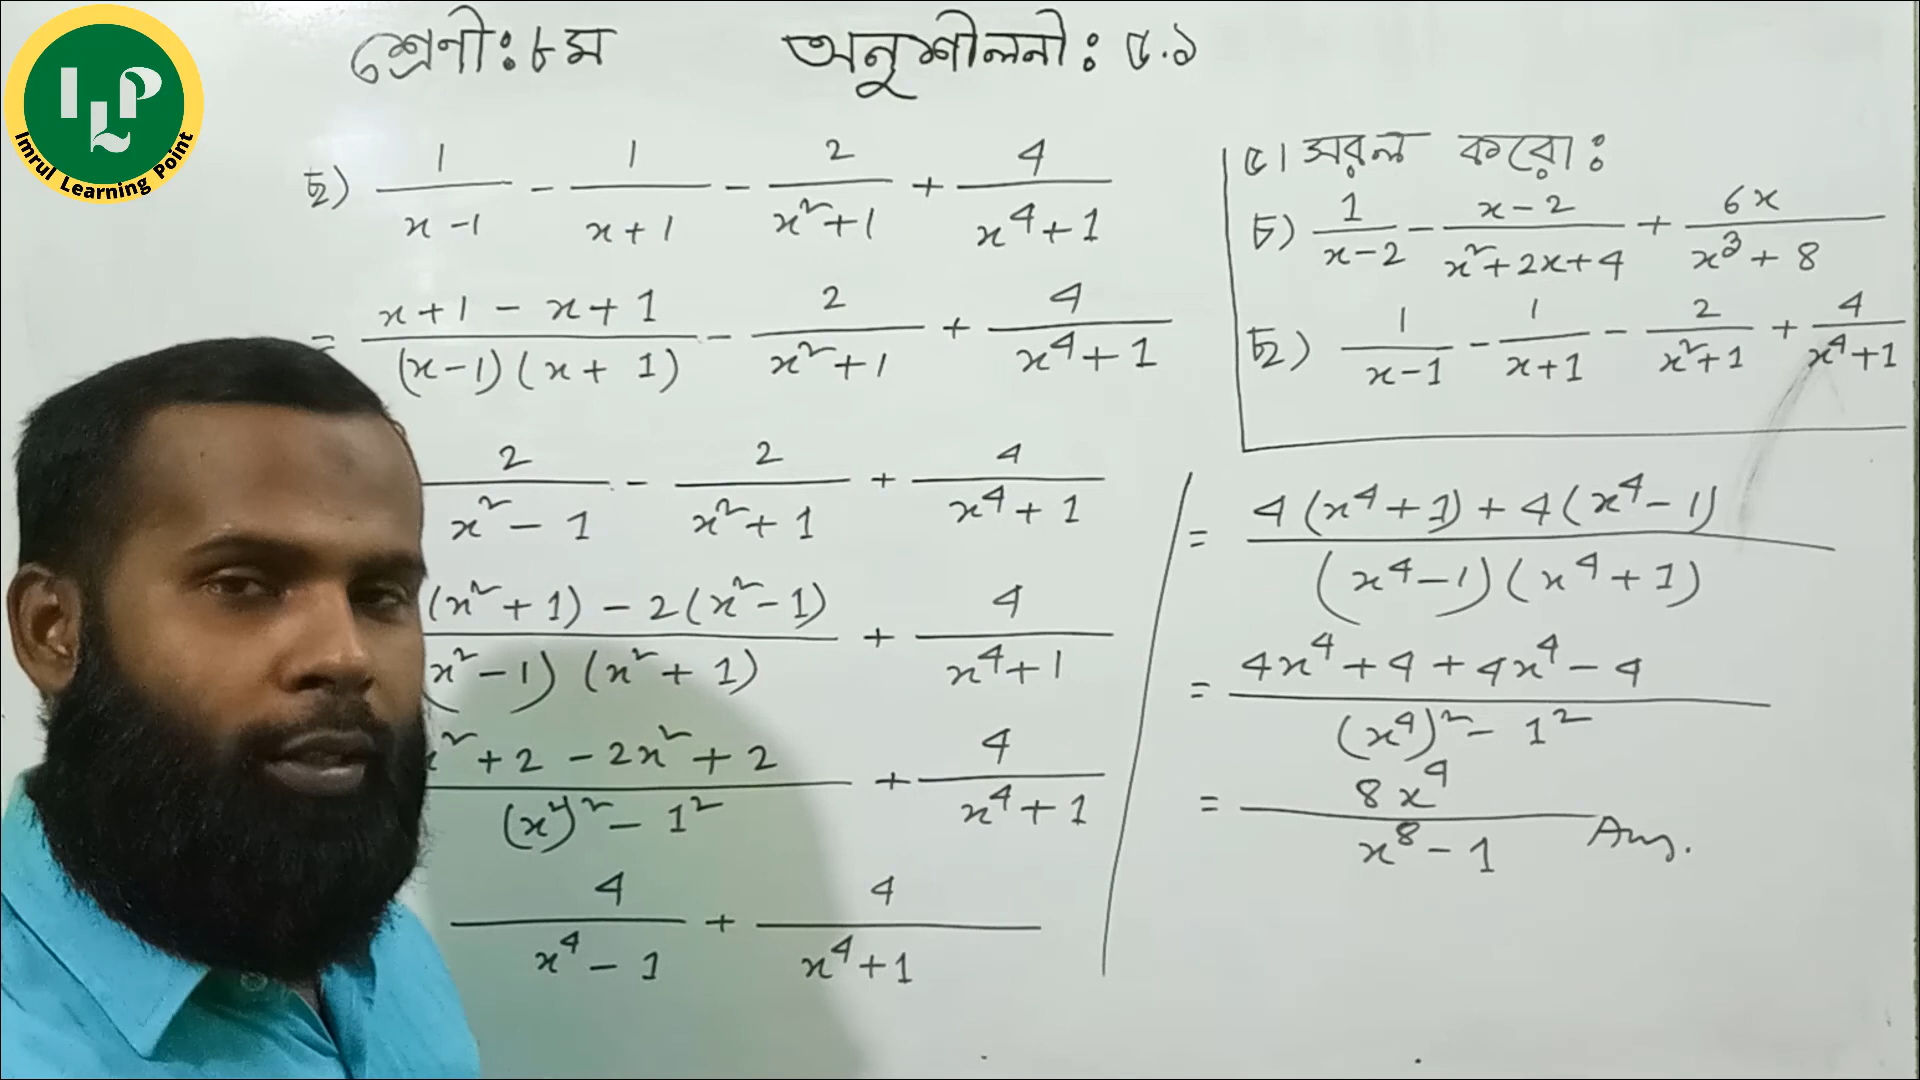 ILP
Imrul Learning Point
শ্রেণী: ৮ম অনুশীলনী: ৫.১
ছ) 1/(x-1) - 1/(x+1) - 2/(x²+1) + 4/(x⁴+1)
= (x+1-x+1)/((x-1)(x+1)) - 2/(x²+1) + 4/(x⁴+1)
2/(x²-1) - 2/(x²+1) + 4/(x⁴+1)
((x²+1)-2(x²-1))/((x²-1)(x²+1)) + 4/(x⁴+1)
(x²+2-2x²+2)/((x²)²-1²) + 4/(x⁴+1)
4/(x⁴-1) + 4/(x⁴+1)
৫। সরল করো:
চ) 1/(x-2) - (x-2)/(x²+2x+4) + 6x/(x³+8)
ছ) 1/(x-1) - 1/(x+1) - 2/(x²+1) + 4/(x⁴+1)
= (4(x⁴+1)+4(x⁴-1))/((x⁴-1)(x⁴+1))
= (4x⁴+4+4x⁴-4)/((x⁴)²-1²)
= 8x⁴/(x⁸-1) Ans.